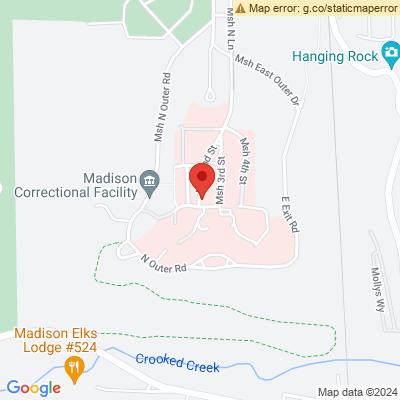 Map error: g.co/staticmaperror
Msh N Ln
Hanging Rock
Msh East Outer Dr
Msh N Outer Rd
nd St
Msh 3rd St
Msh 4th St
Madison
Correctional Facility
E Exit Rd
N Outer Rd
Mollys Wy
Madison Elks
Lodge #524
Crooked Creek
Google
Map data ©2024